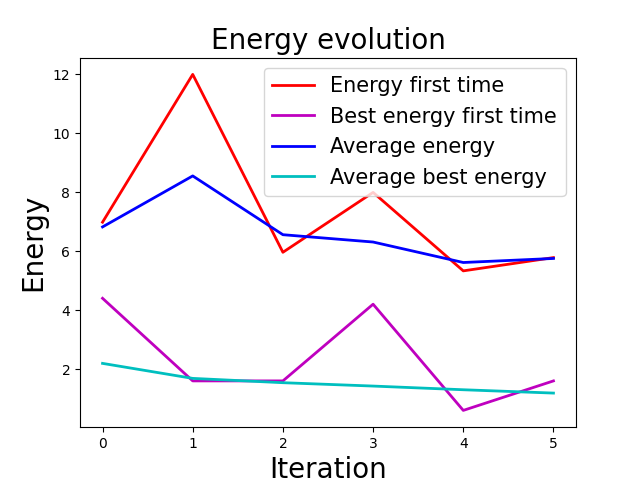 Energy evolution
Energy first time
Best energy first time
Average energy
Average best energy
Energy
12
10
8
6
4
2
0 1 2 3 4 5
Iteration